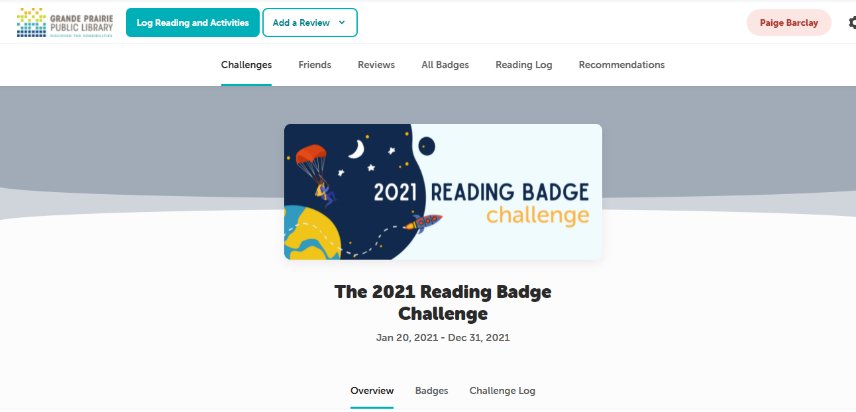 GRANDE PRAIRIE
PUBLIC LIBRARY
Log Reading and Activities
Add a Review
Paige Barclay
Challenges
Friends
Reviews
All Badges
Reading Log
Recommendations
2021 READING BADGE
challenge
The 2021 Reading Badge
Challenge
Jan 20, 2021 - Dec 31, 2021
Overview
Badges
Challenge Log